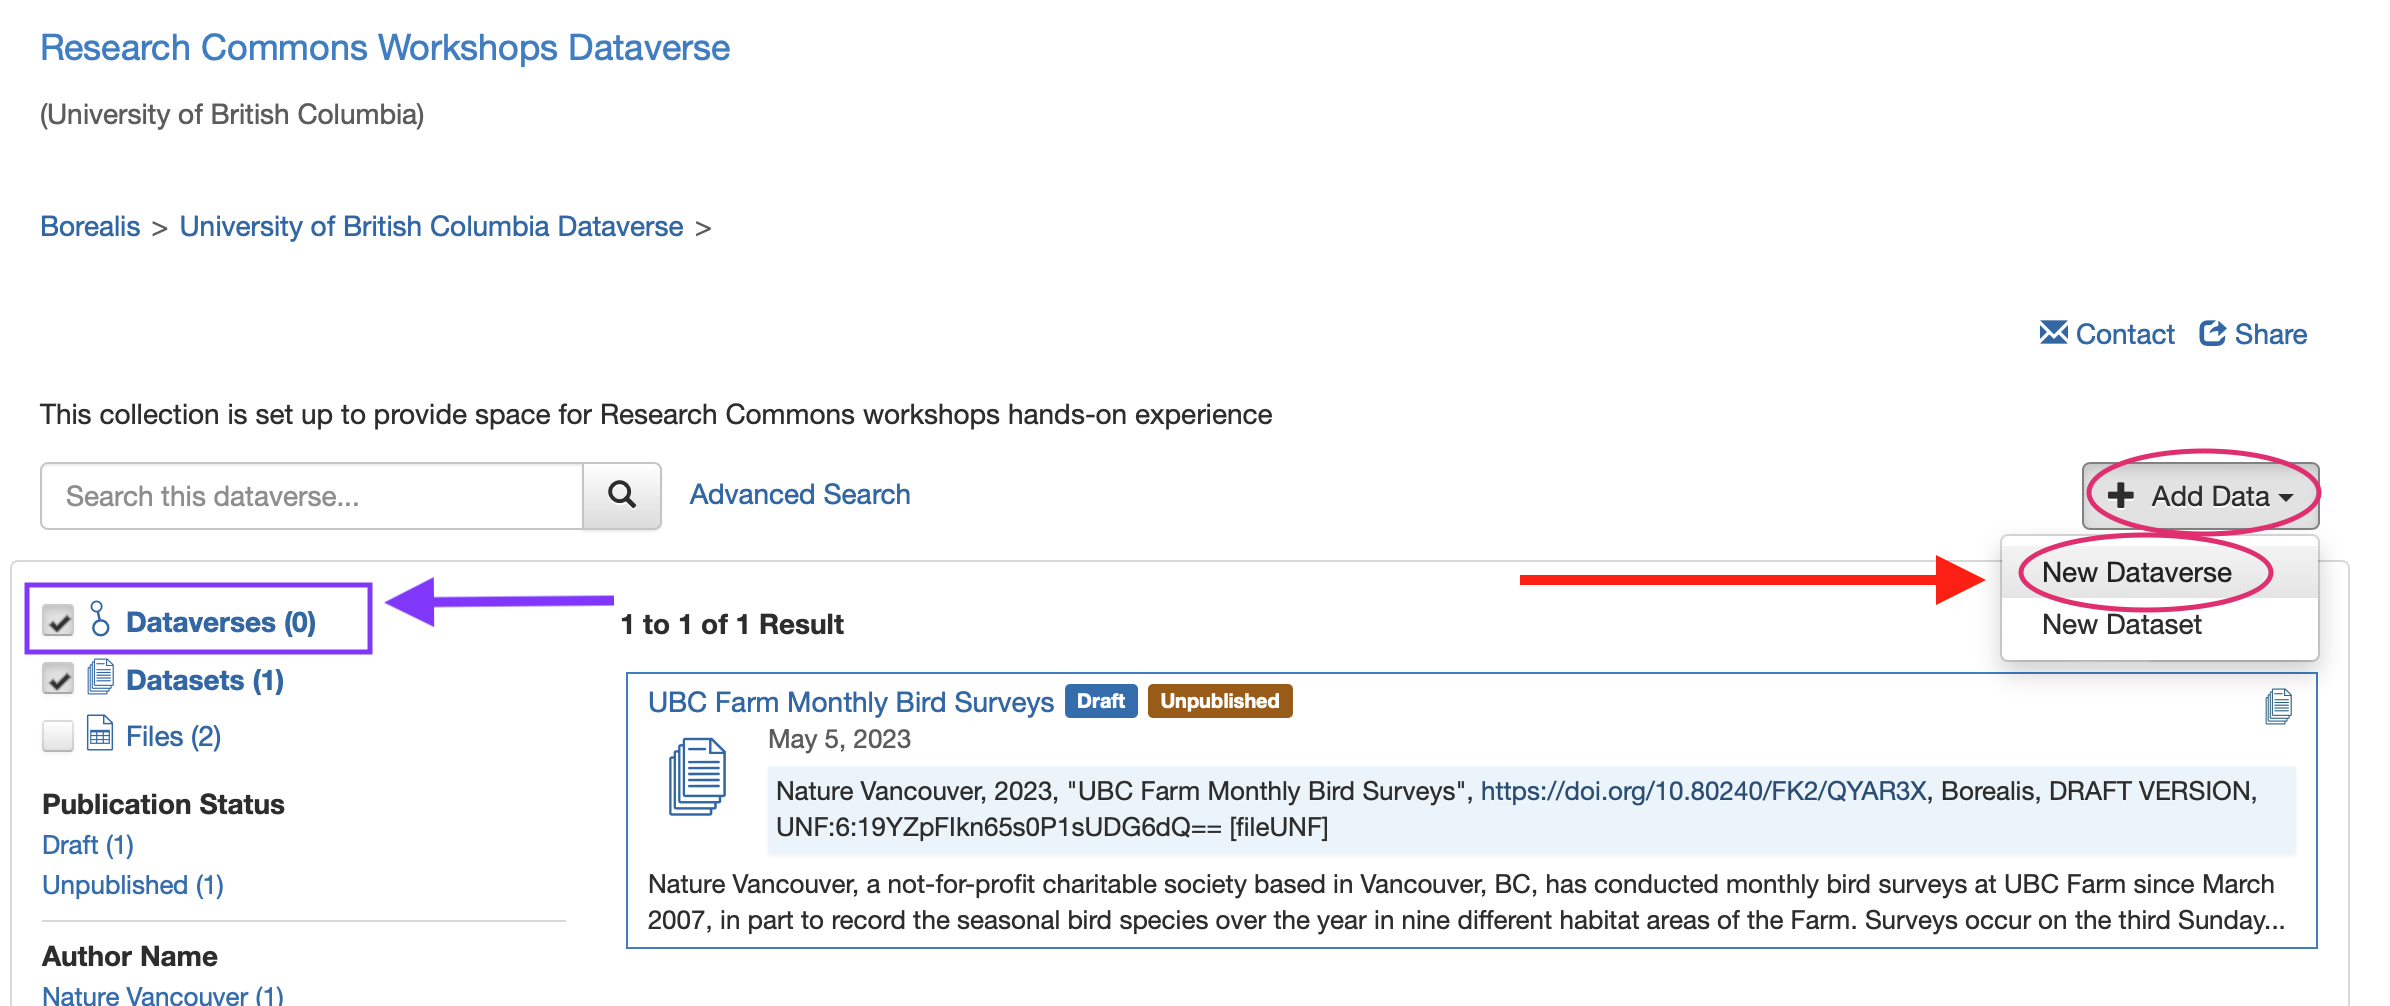 Research Commons Workshops Dataverse
(University of British Columbia)
Borealis > University of British Columbia Dataverse >
Contact Share
This collection is set up to provide space for Research Commons workshops hands-on experience
Search this dataverse...
Advanced Search
Add Data
New Dataverse
New Dataset
Dataverses (0)
Datasets (1)
Files (2)
Publication Status
Draft (1)
Unpublished (1)
Author Name
Nature Vancouver (1)
1 to 1 of 1 Result
UBC Farm Monthly Bird Surveys Draft Unpublished
May 5, 2023
Nature Vancouver, 2023, "UBC Farm Monthly Bird Surveys", https://doi.org/10.80240/FK2/QYAR3X, Borealis, DRAFT VERSION,
UNF:6:19YZpFlkn65s0P1sUDG6dQ== [fileUNF]
Nature Vancouver, a not-for-profit charitable society based in Vancouver, BC, has conducted monthly bird surveys at UBC Farm since March
2007, in part to record the seasonal bird species over the year in nine different habitat areas of the Farm. Surveys occur on the third Sunday...